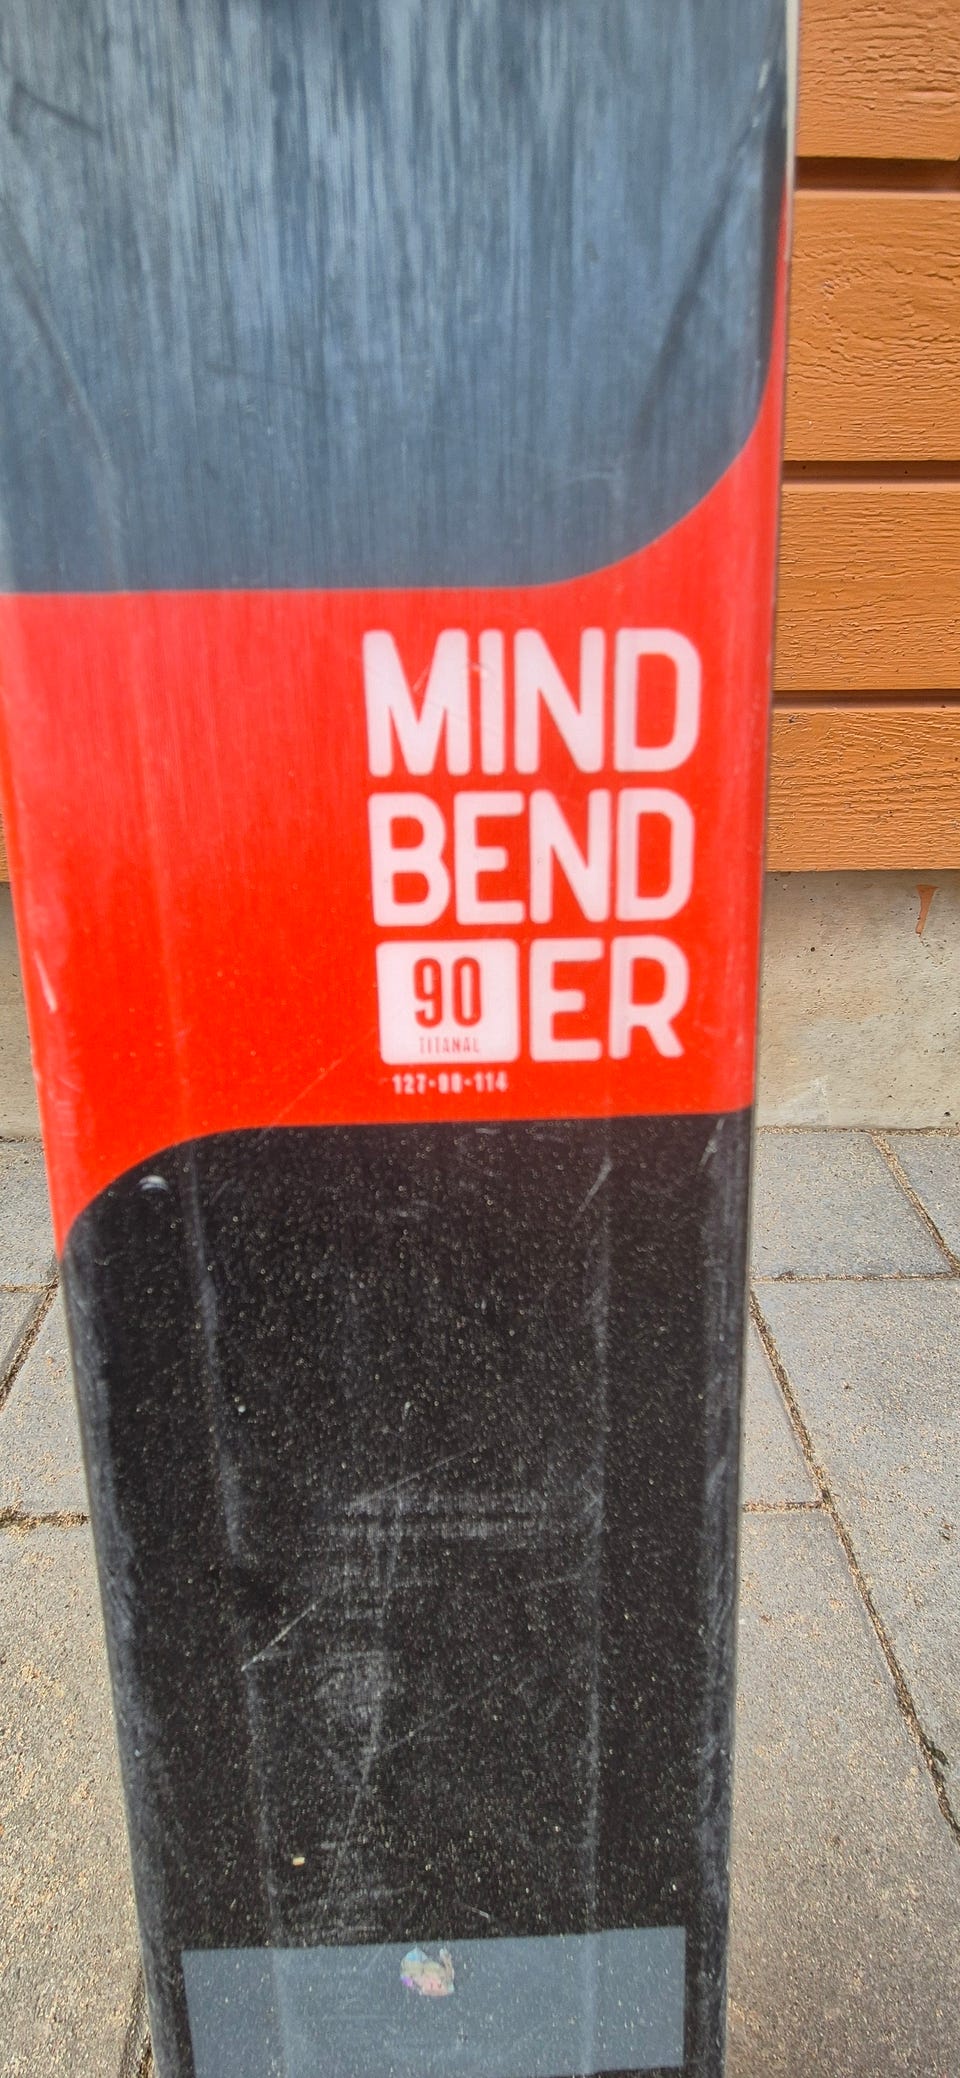 MIND
BEND
90 ER
TITANAL
127-90-114